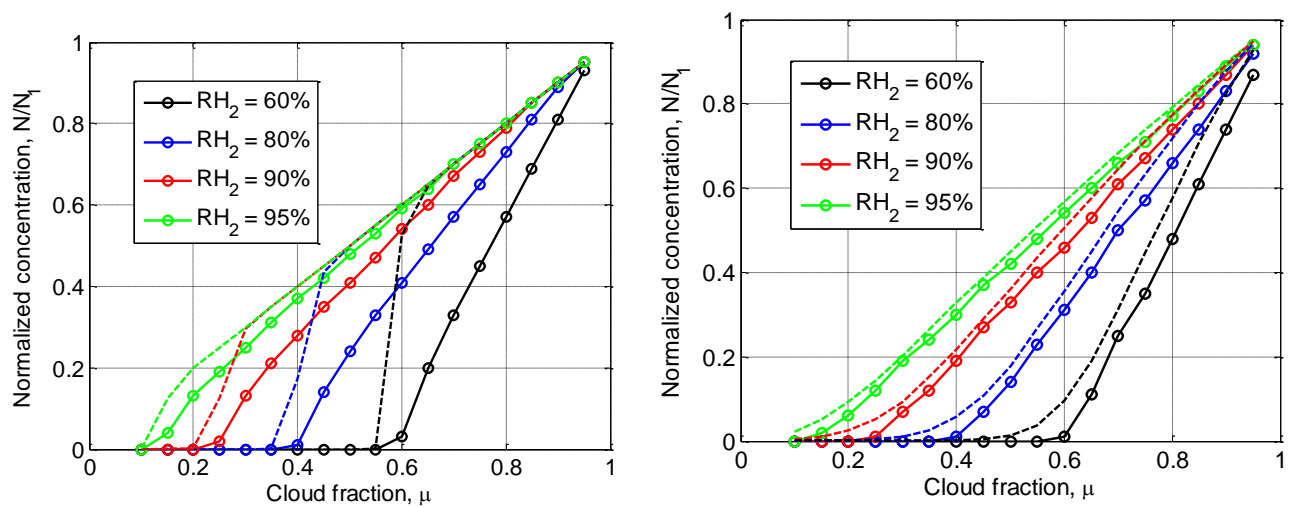 Normalized concentration, N/N1
1
0.8
0.6
0.4
0.2
0
0
0.2
0.4
0.6
0.8
1
Cloud fraction, μ
RH2 = 60%
RH2 = 80%
RH2 = 90%
RH2 = 95%
Normalized concentration, N/N1
1
0.8
0.6
0.4
0.2
0
0
0.2
0.4
0.6
0.8
1
Cloud fraction, μ
RH2 = 60%
RH2 = 80%
RH2 = 90%
RH2 = 95%